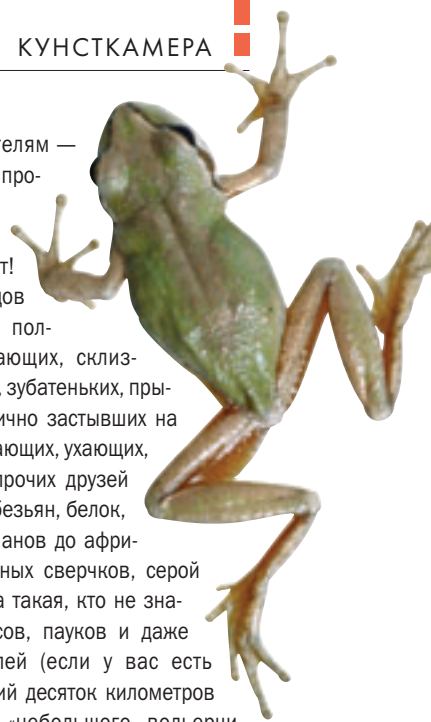 КУНСТКАМЕРА
телям —
про-
т!
дов
пол-
ающих, склиз-
, зубатеньких, пры-
ично застывших на
ающих, ухающих,
прочих друзей
безьян, белок,
анов до афри-
ных сверчков, серой
а такая, кто не зна-
сов, пауков и даже
лей (если у вас есть
ий десяток километров
«небольшого вольерчи